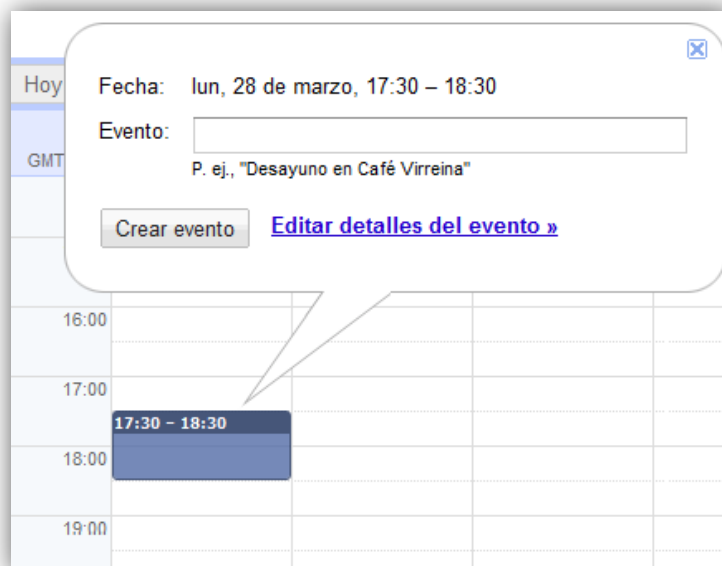 Fecha: lun, 28 de marzo, 17:30 – 18:30
Hoy
Evento:
GMT
P. ej., "Desayuno en Café Virreina"
Crear evento Editar detalles del evento »
16:00
17:00
17:30 – 18:30
18:00
19:00